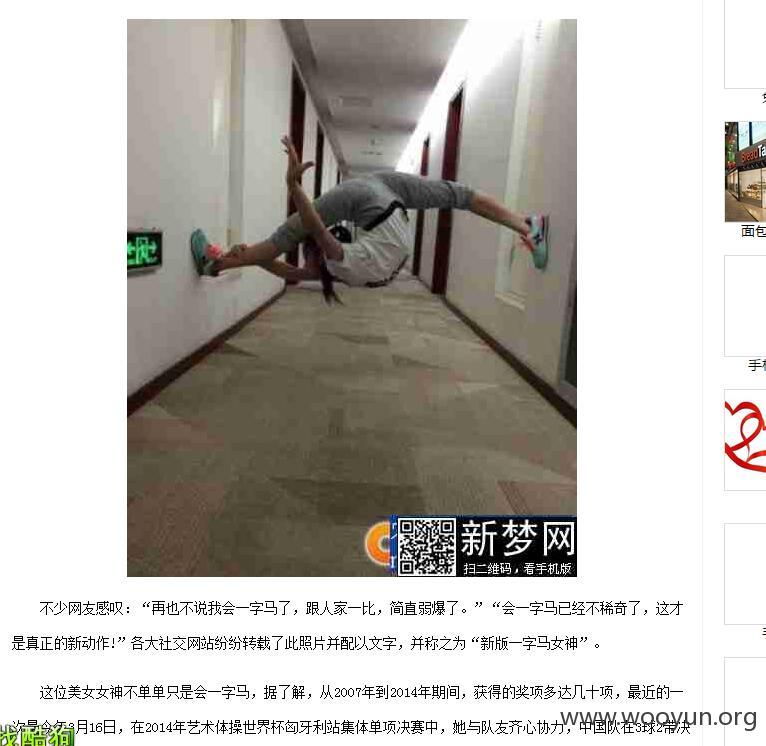 BreadTa
面包
手机
新梦网
扫二维码，看手机版
不少网友感叹：“再也不说我会一字马了，跟人家一比，简直弱爆了。”“会一字马已经不稀奇了，这才
是真正的新动作!”各大社交网站纷纷转载了此照片并配以文字，并称之为“新版一字马女神”。
这位美女女神不单单只是会一字马，据了解，从2007年到2014年期间，获得的奖项多达几十项，最近的一
次是今年3月16日，在2014年艺术体操世界杯匈牙利站集体单项决赛中，她与队友齐心协力，中国队在3球2带决
www.wooyun.org
找酷狗